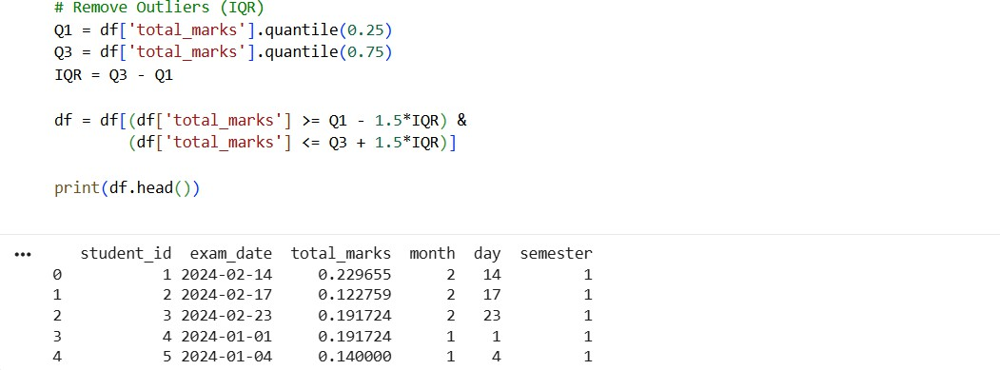 # Remove Outliers (IQR)
Q1 = df['total_marks'].quantile(0.25)
Q3 = df['total_marks'].quantile(0.75)
IQR = Q3 - Q1
df = df[(df['total_marks'] >= Q1 - 1.5*IQR) &
(df['total_marks'] <= Q3 + 1.5*IQR)]
print(df.head())
student_id exam_date total_marks month day semester
0 1 2024-02-14 0.229655 2 14 1
1 2 2024-02-17 0.122759 2 17 1
2 3 2024-02-23 0.191724 2 23 1
3 4 2024-01-01 0.191724 1 1 1
4 5 2024-01-04 0.140000 1 4 1